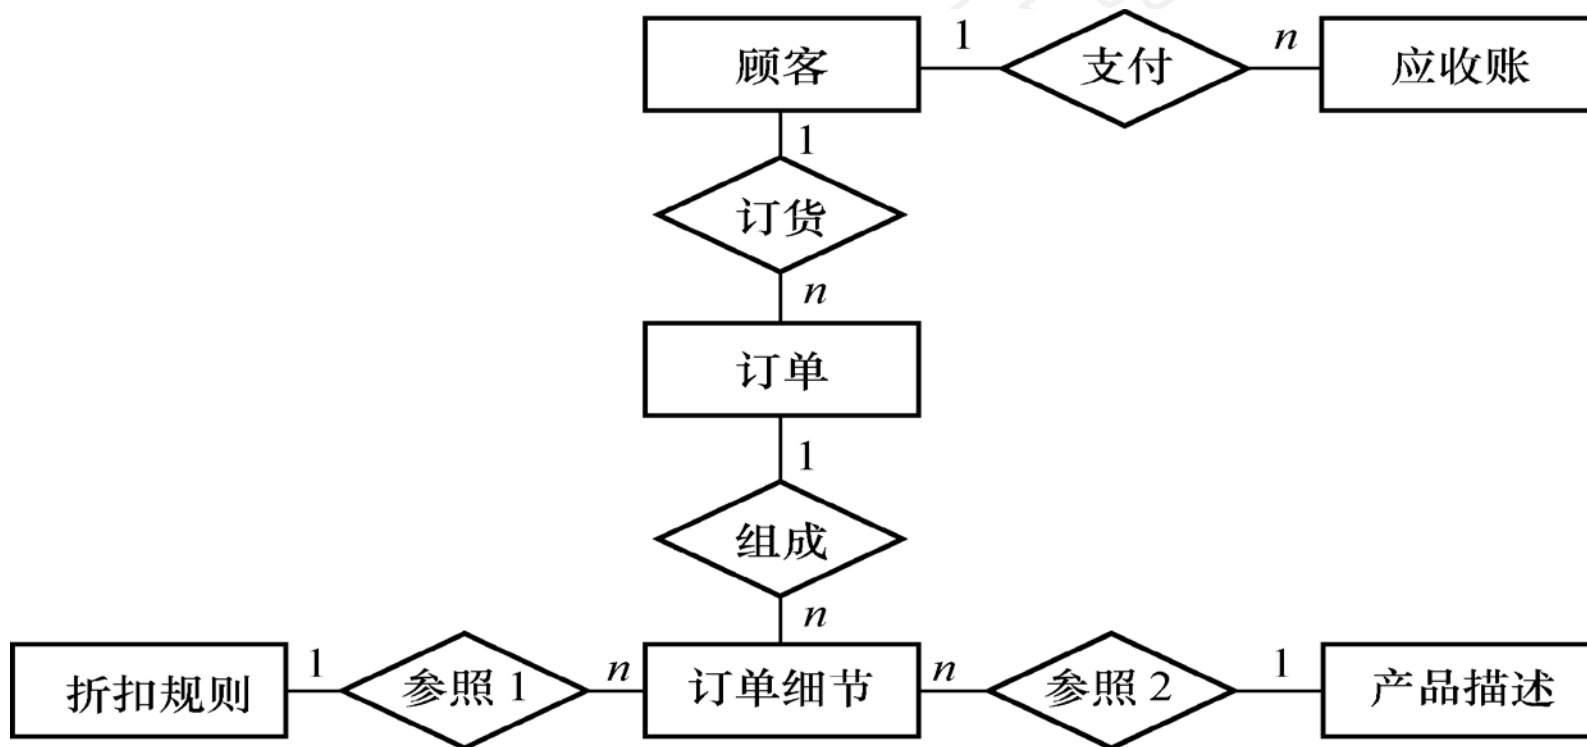 顾客 1 支付 n 应收账
1
订货
n
订单
1
组成
n
折扣规则 1 参照 1 n 订单细节 n 参照 2 1 产品描述